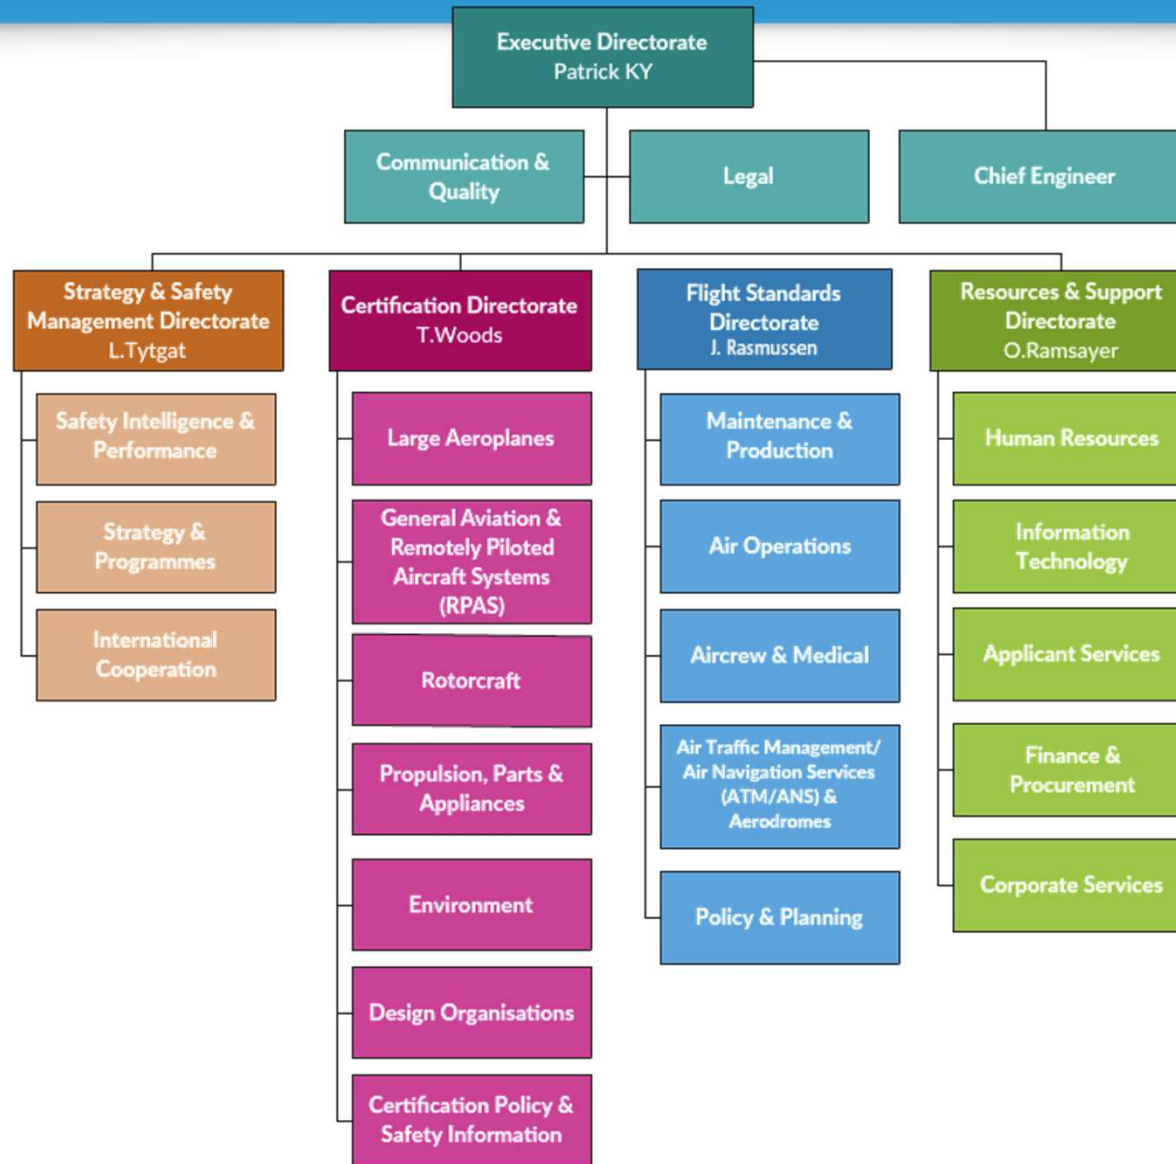 Executive Directorate
Patrick KY
Communication &
Quality
Legal
Chief Engineer
Strategy & Safety
Management Directorate
L.Tytgat
Certification Directorate
T.Woods
Flight Standards
Directorate
J. Rasmussen
Resources & Support
Directorate
O.Ramsayer
Safety Intelligence &
Performance
Strategy &
Programmes
International
Cooperation
Large Aeroplanes
General Aviation &
Remotely Piloted
Aircraft Systems
(RPAS)
Rotorcraft
Propulsion, Parts &
Appliances
Environment
Design Organisations
Certification Policy &
Safety Information
Maintenance &
Production
Air Operations
Aircrew & Medical
Air Traffic Management/
Air Navigation Services
(ATM/ANS) &
Aerodromes
Policy & Planning
Human Resources
Information
Technology
Applicant Services
Finance &
Procurement
Corporate Services